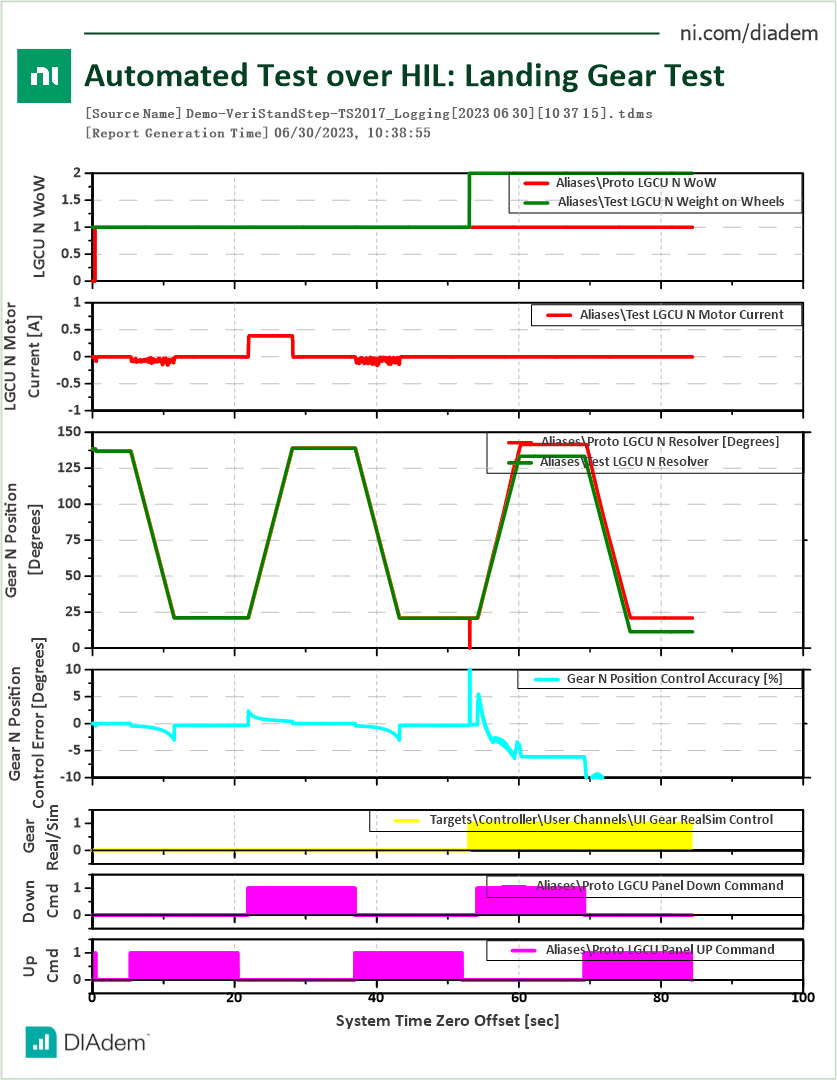 ni.com/diadem
ni
Automated Test over HIL: Landing Gear Test
[Source Name] Demo-VeriStandStep-TS2017_Logging[2023 06 30][10 37 15].tdms
[Report Generation Time] 06/30/2023, 10:38:55
LGCU N WoW
2
1.5
1
0.5
0
Aliases\Proto LGCU N WoW
Aliases\Test LGCU N Weight on Wheels
LGCU N Motor
Current [A]
1
0.5
0
-0.5
-1
Aliases\Test LGCU N Motor Current
Gear N Position
[Degrees]
150
125
100
75
50
25
0
Aliases\Proto LGCU N Resolver [Degrees]
Aliases\Test LGCU N Resolver
Gear N Position
Control Error [Degrees]
10
5
0
-5
-10
Gear N Position Control Accuracy [%]
Gear
Real/Sim
1
0
Targets\Controller\User Channels\UI Gear RealSim Control
Down
Cmd
1
0
Aliases\Proto LGCU Panel Down Command
Up
Cmd
1
0
Aliases\Proto LGCU Panel UP Command
0 20 40 60 80 100
System Time Zero Offset [sec]
DIAdem™